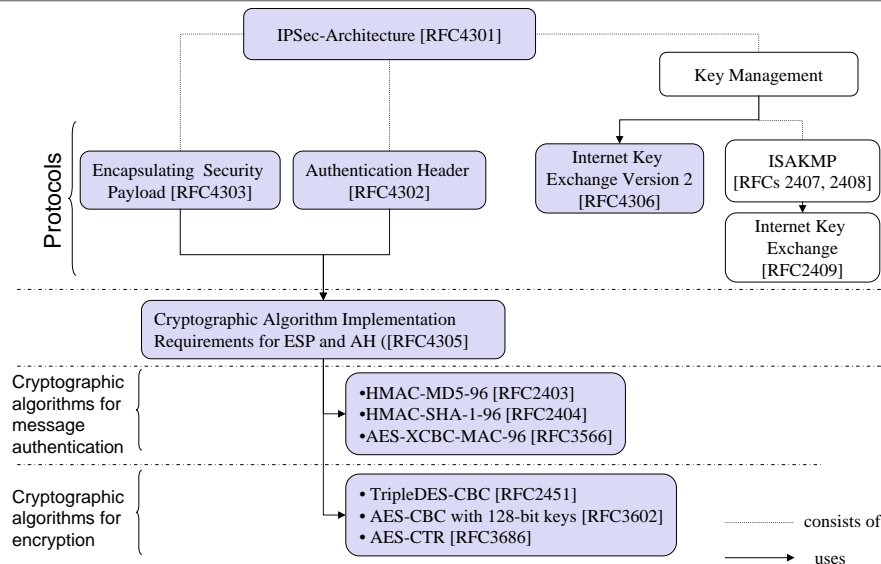 IPSec-Architecture [RFC4301]
Key Management
Protocols
Encapsulating Security
Payload [RFC4303]
Authentication Header
[RFC4302]
Internet Key
Exchange Version 2
[RFC4306]
ISAKMP
[RFCs 2407, 2408]
Internet Key
Exchange
[RFC2409]
Cryptographic Algorithm Implementation
Requirements for ESP and AH ([RFC4305]
Cryptographic
algorithms for
message
authentication
•HMAC-MD5-96 [RFC2403]
•HMAC-SHA-1-96 [RFC2404]
•AES-XCBC-MAC-96 [RFC3566]
Cryptographic
algorithms for
encryption
• TripleDES-CBC [RFC2451]
• AES-CBC with 128-bit keys [RFC3602]
• AES-CTR [RFC3686]
consists of
uses